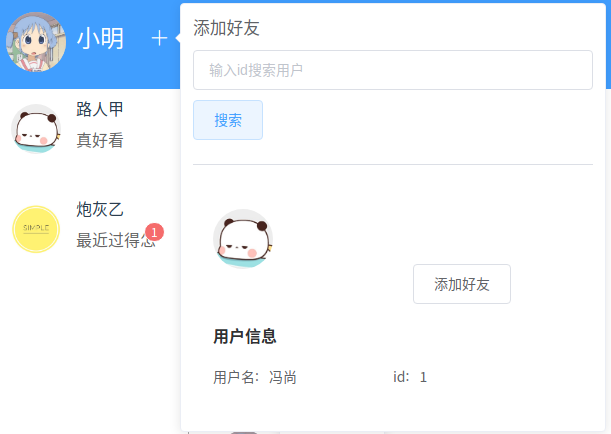 小明
添加好友
输入id搜索用户
搜索
路人甲
真好看
炮灰乙
最近过得
1
SIMPLE
添加好友
用户信息
用户名: 冯尚
id: 1